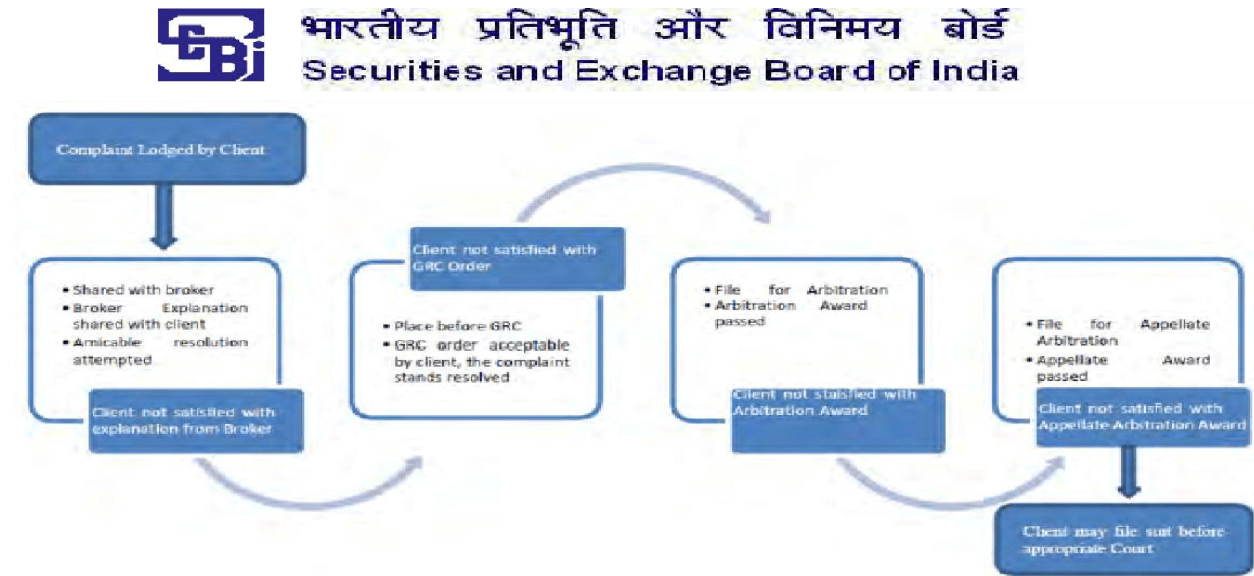 SEBI
भारतीय प्रतिभूति और विनिमय बोर्ड
Securities and Exchange Board of India
Complaint Lodged by Client
• Shared with broker
• Broker Explanation
shared with client
• Amicable resolution
attempted
Client not satisfied with
explanation from Broker
Client not satisfied with
GRC Order
• Place before GRC
• GRC order acceptable
by client, the complaint
stands resolved
• File for Arbitration
• Arbitration Award
passed
Client not statsfied with
Arbitration Award
• File for Appellate
Arbitration
• Appellate Award
passed
Client not satisfied with
Appellate Arbitration Award
Client may file suit before
appropriate Court